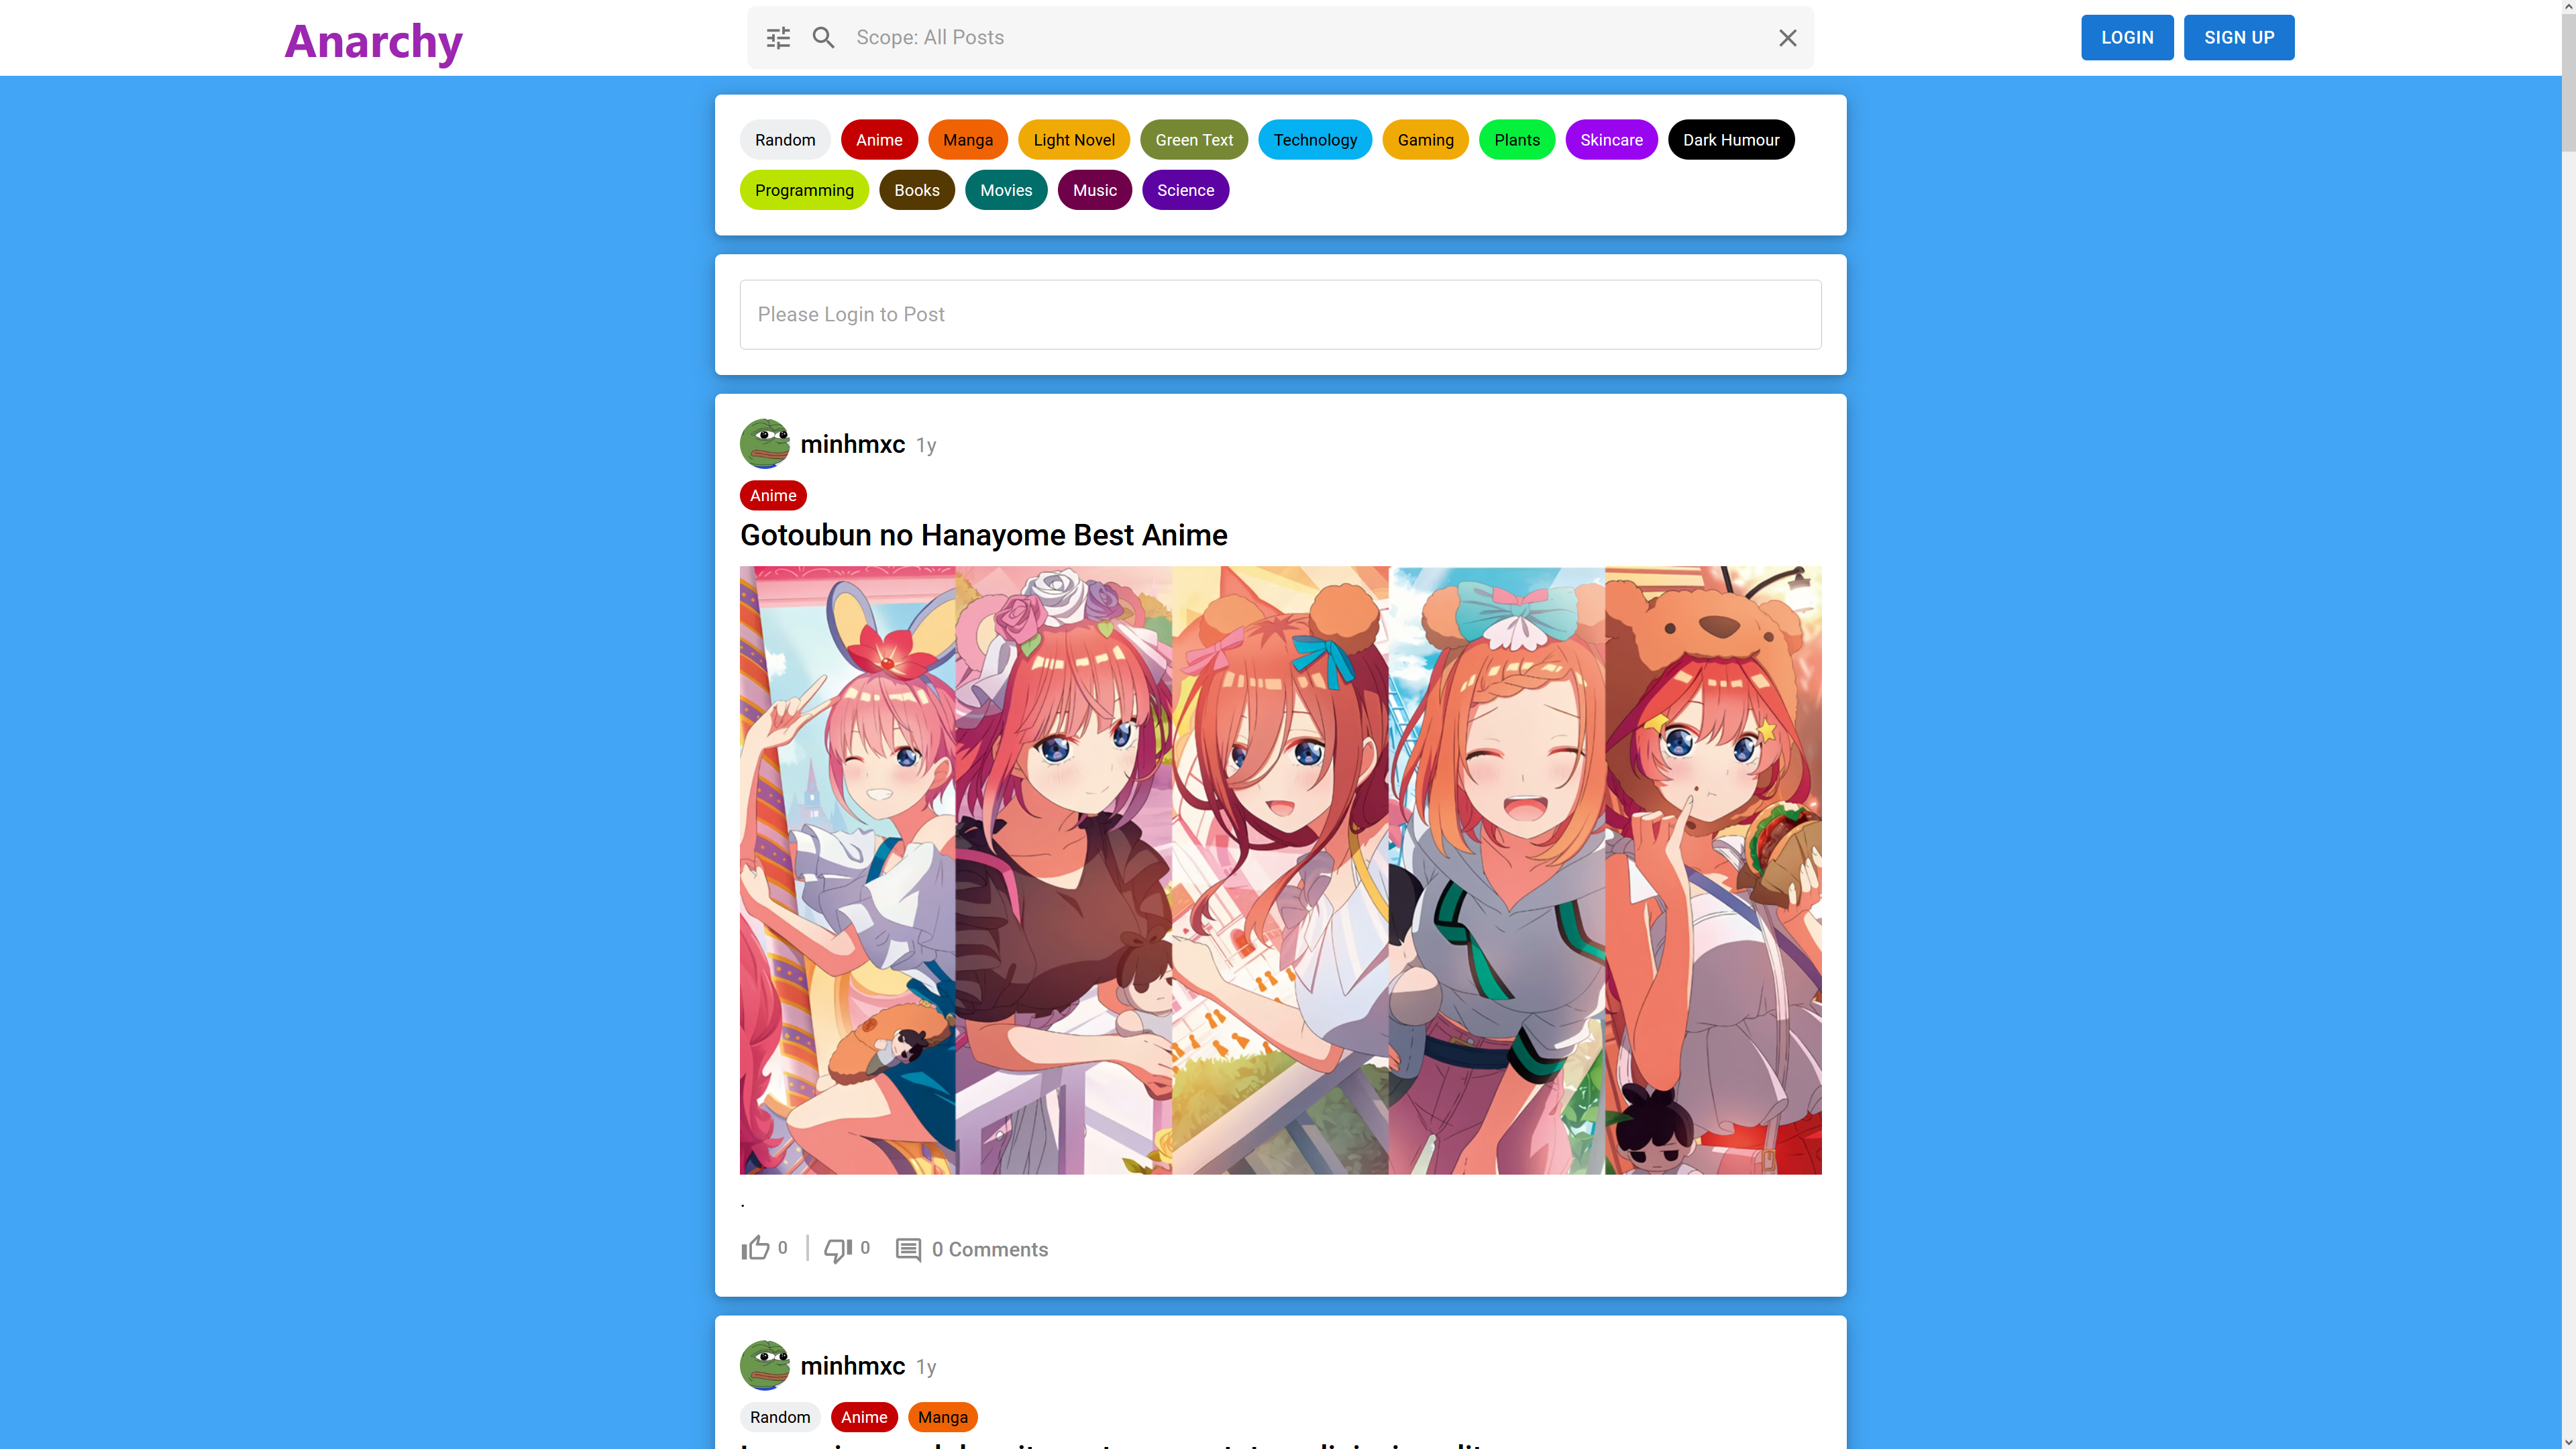 Anarchy
Scope: All Posts
LOGIN
SIGN UP
Random
Anime
Manga
Light Novel
Green Text
Technology
Gaming
Plants
Skincare
Dark Humour
Programming
Books
Movies
Music
Science
Please Login to Post
minhmxc 1y
Anime
Gotoubun no Hanayome Best Anime
.
0
0
0 Comments
minhmxc 1y
Random
Anime
Manga